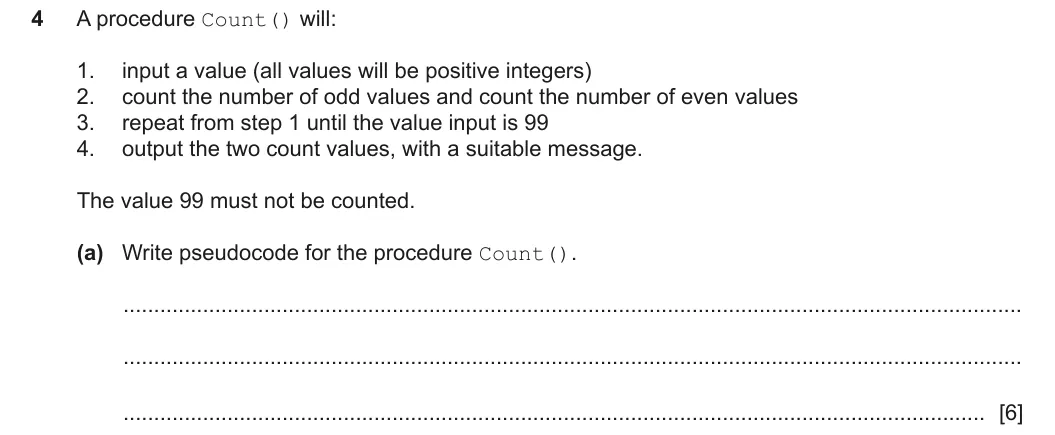 4 A procedure Count() will:
1. input a value (all values will be positive integers)
2. count the number of odd values and count the number of even values
3. repeat from step 1 until the value input is 99
4. output the two count values, with a suitable message.
The value 99 must not be counted.
(a) Write pseudocode for the procedure Count().
[6]